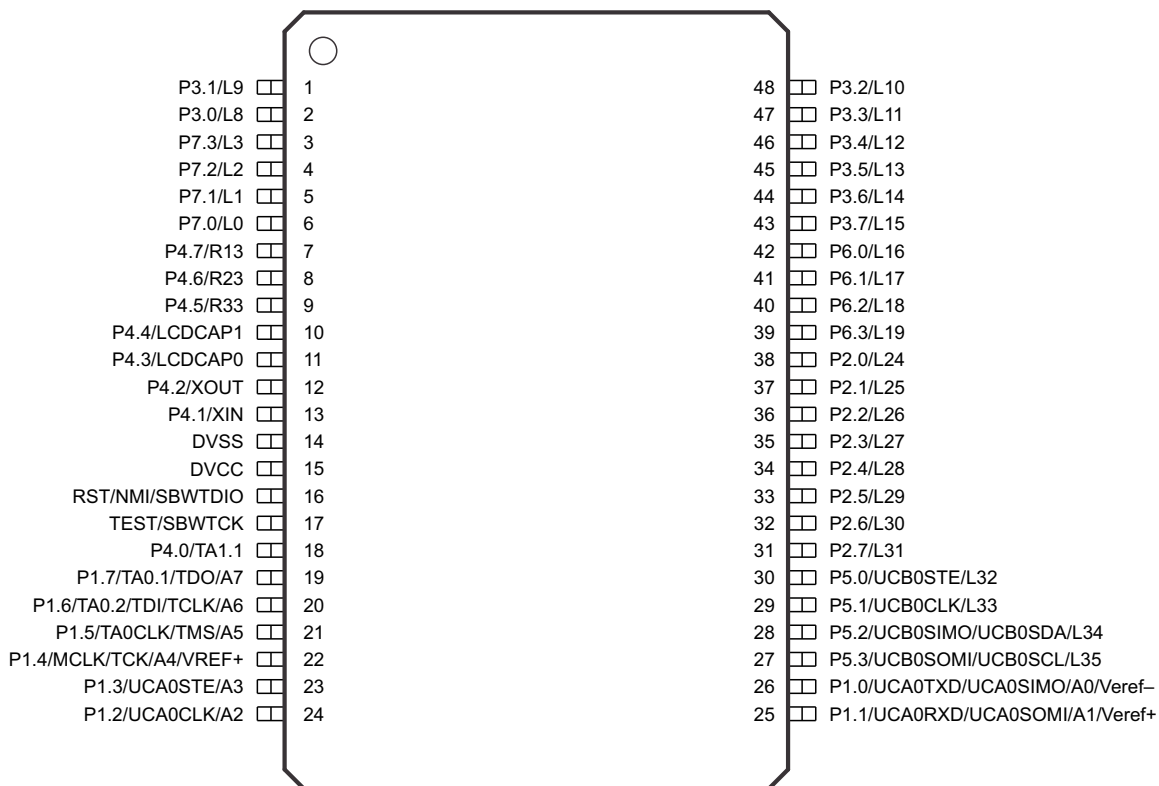 P3.1/L9 1 48 P3.2/L10
P3.0/L8 2 47 P3.3/L11
P7.3/L3 3 46 P3.4/L12
P7.2/L2 4 45 P3.5/L13
P7.1/L1 5 44 P3.6/L14
P7.0/L0 6 43 P3.7/L15
P4.7/R13 7 42 P6.0/L16
P4.6/R23 8 41 P6.1/L17
P4.5/R33 9 40 P6.2/L18
P4.4/LCDCAP1 10 39 P6.3/L19
P4.3/LCDCAP0 11 38 P2.0/L24
P4.2/XOUT 12 37 P2.1/L25
P4.1/XIN 13 36 P2.2/L26
DVSS 14 35 P2.3/L27
DVCC 15 34 P2.4/L28
RST/NMI/SBWTDIO 16 33 P2.5/L29
TEST/SBWTCK 17 32 P2.6/L30
P4.0/TA1.1 18 31 P2.7/L31
P1.7/TA0.1/TDO/A7 19 30 P5.0/UCB0STE/L32
P1.6/TA0.2/TDI/TCLK/A6 20 29 P5.1/UCB0CLK/L33
P1.5/TA0CLK/TMS/A5 21 28 P5.2/UCB0SIMO/UCB0SDA/L34
P1.4/MCLK/TCK/A4/VREF+ 22 27 P5.3/UCB0SOMI/UCB0SCL/L35
P1.3/UCA0STE/A3 23 26 P1.0/UCA0TXD/UCA0SIMO/A0/Veref–
P1.2/UCA0CLK/A2 24 25 P1.1/UCA0RXD/UCA0SOMI/A1/Veref+